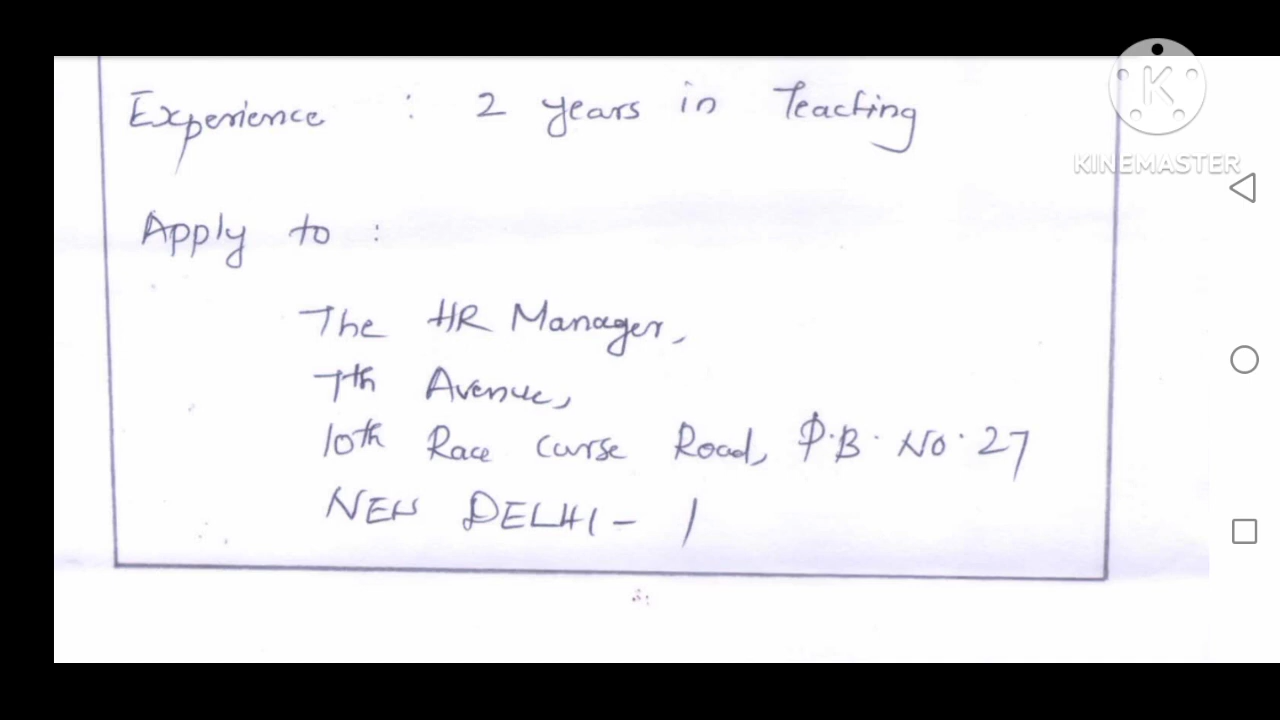 KINEMASTER
Experience : 2 years in Teaching
Apply to :
The HR Manager,
7th Avenue,
10th Race Curse Road, P.B. No. 27
NEW DELHI - 1